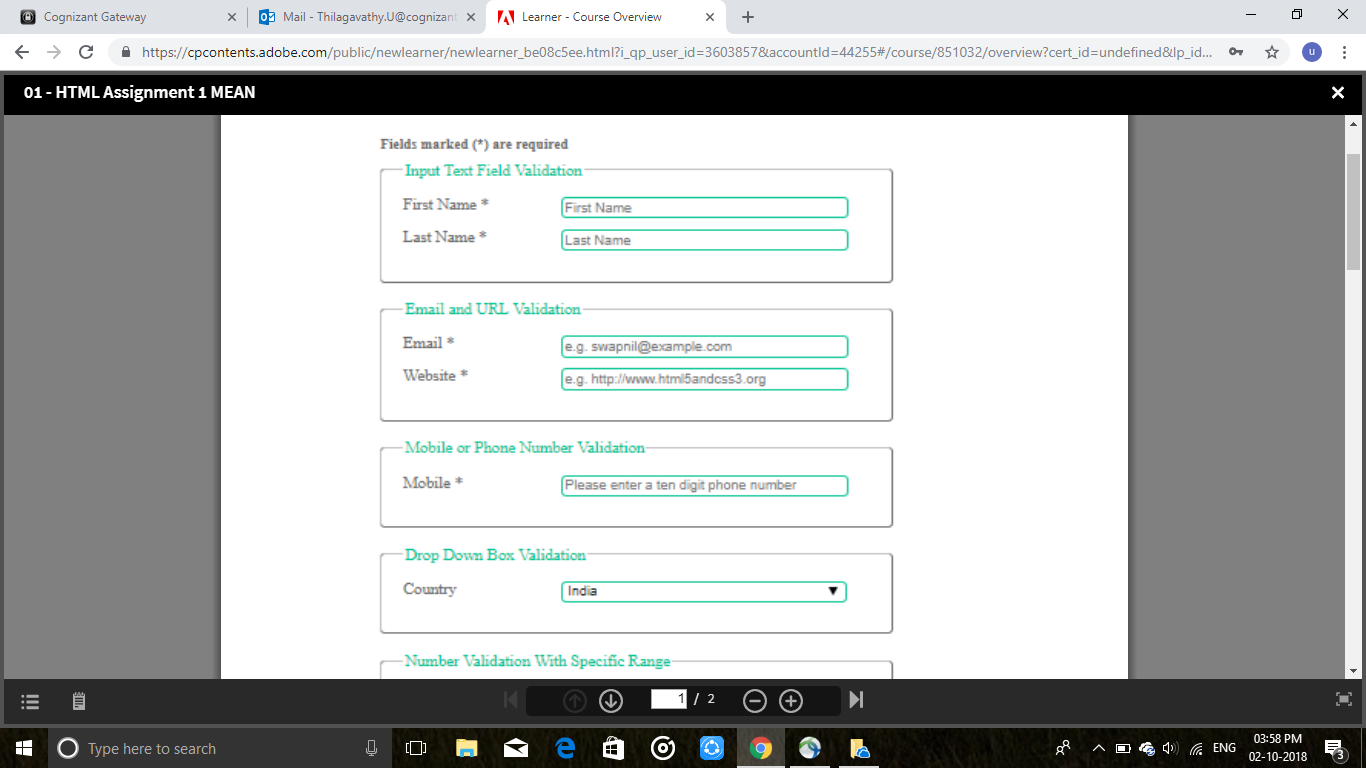 Cognizant Gateway
Mail - Thilagavathy.U@cognizant
Learner - Course Overview
https://cpcontents.adobe.com/public/newlearner/newlearner_be08c5ee.html?i_qp_user_id=3603857&accountId=44255#/course/851032/overview?cert_id=undefined&lp_id...
u
01 - HTML Assignment 1 MEAN
Fields marked (*) are required
Input Text Field Validation
First Name * First Name
Last Name * Last Name
Email and URL Validation
Email * e.g. swapnil@example.com
Website * e.g. http://www.html5andcss3.org
Mobile or Phone Number Validation
Mobile * Please enter a ten digit phone number
Drop Down Box Validation
Country India
Number Validation With Specific Range
1 / 2
Type here to search
ENG
03:58 PM
02-10-2018
3